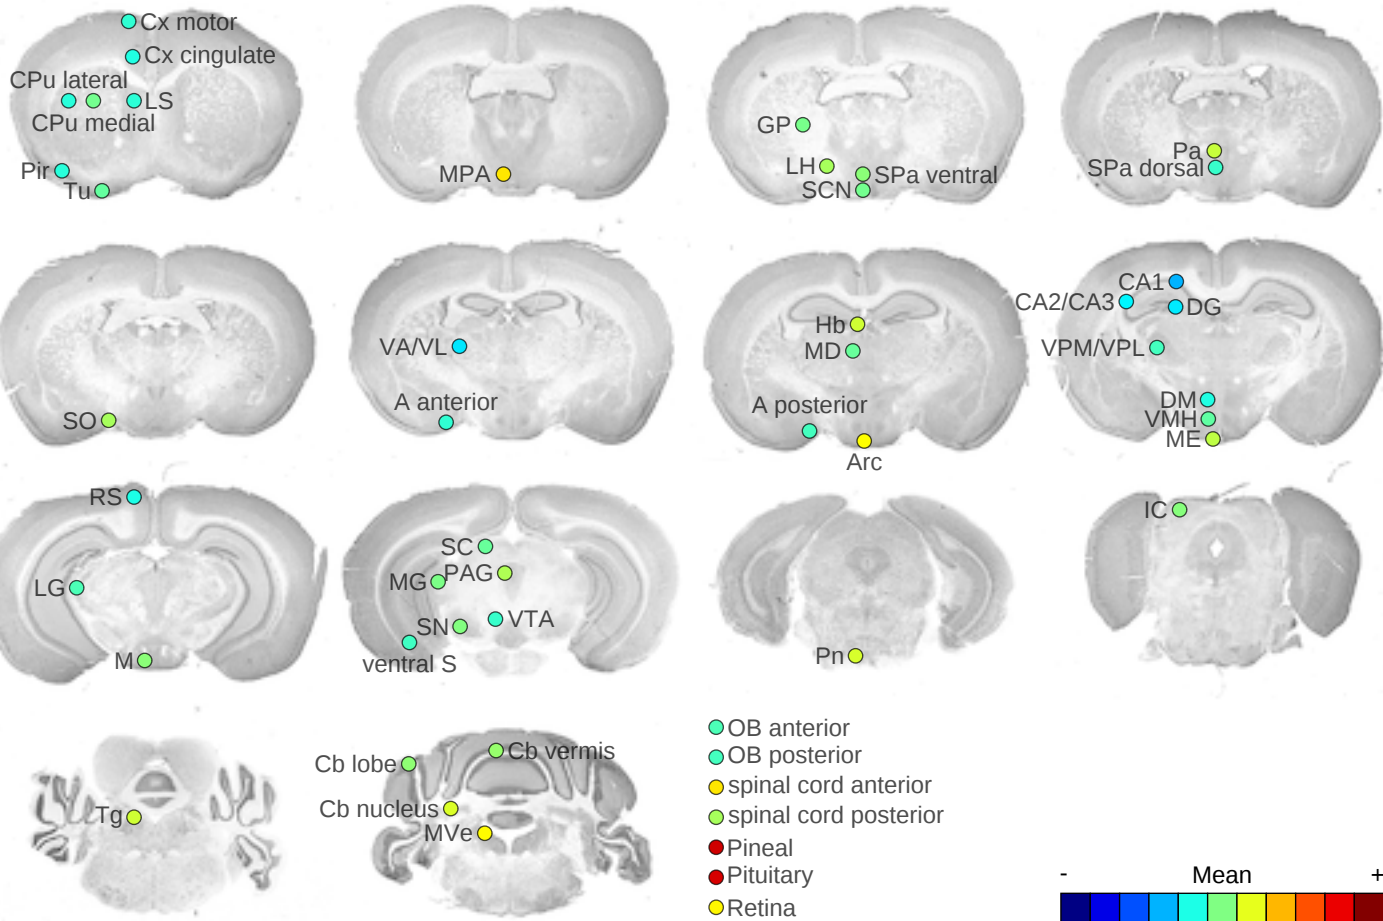 Cx motor
Cx cingulate
CPu lateral
LS
CPu medial
Pir
Tu
MPA
GP
LH
SPa ventral
SCN
Pa
SPa dorsal
SO
VA/VL
A anterior
Hb
MD
A posterior
Arc
CA1
CA2/CA3
DG
VPM/VPL
DM
VMH
ME
RS
LG
M
SC
PAG
MG
SN
VTA
ventral S
Pn
IC
Tg
Cb lobe
Cb vermis
Cb nucleus
MVe
OB anterior
OB posterior
spinal cord anterior
spinal cord posterior
Pineal
Pituitary
Retina
- Mean +